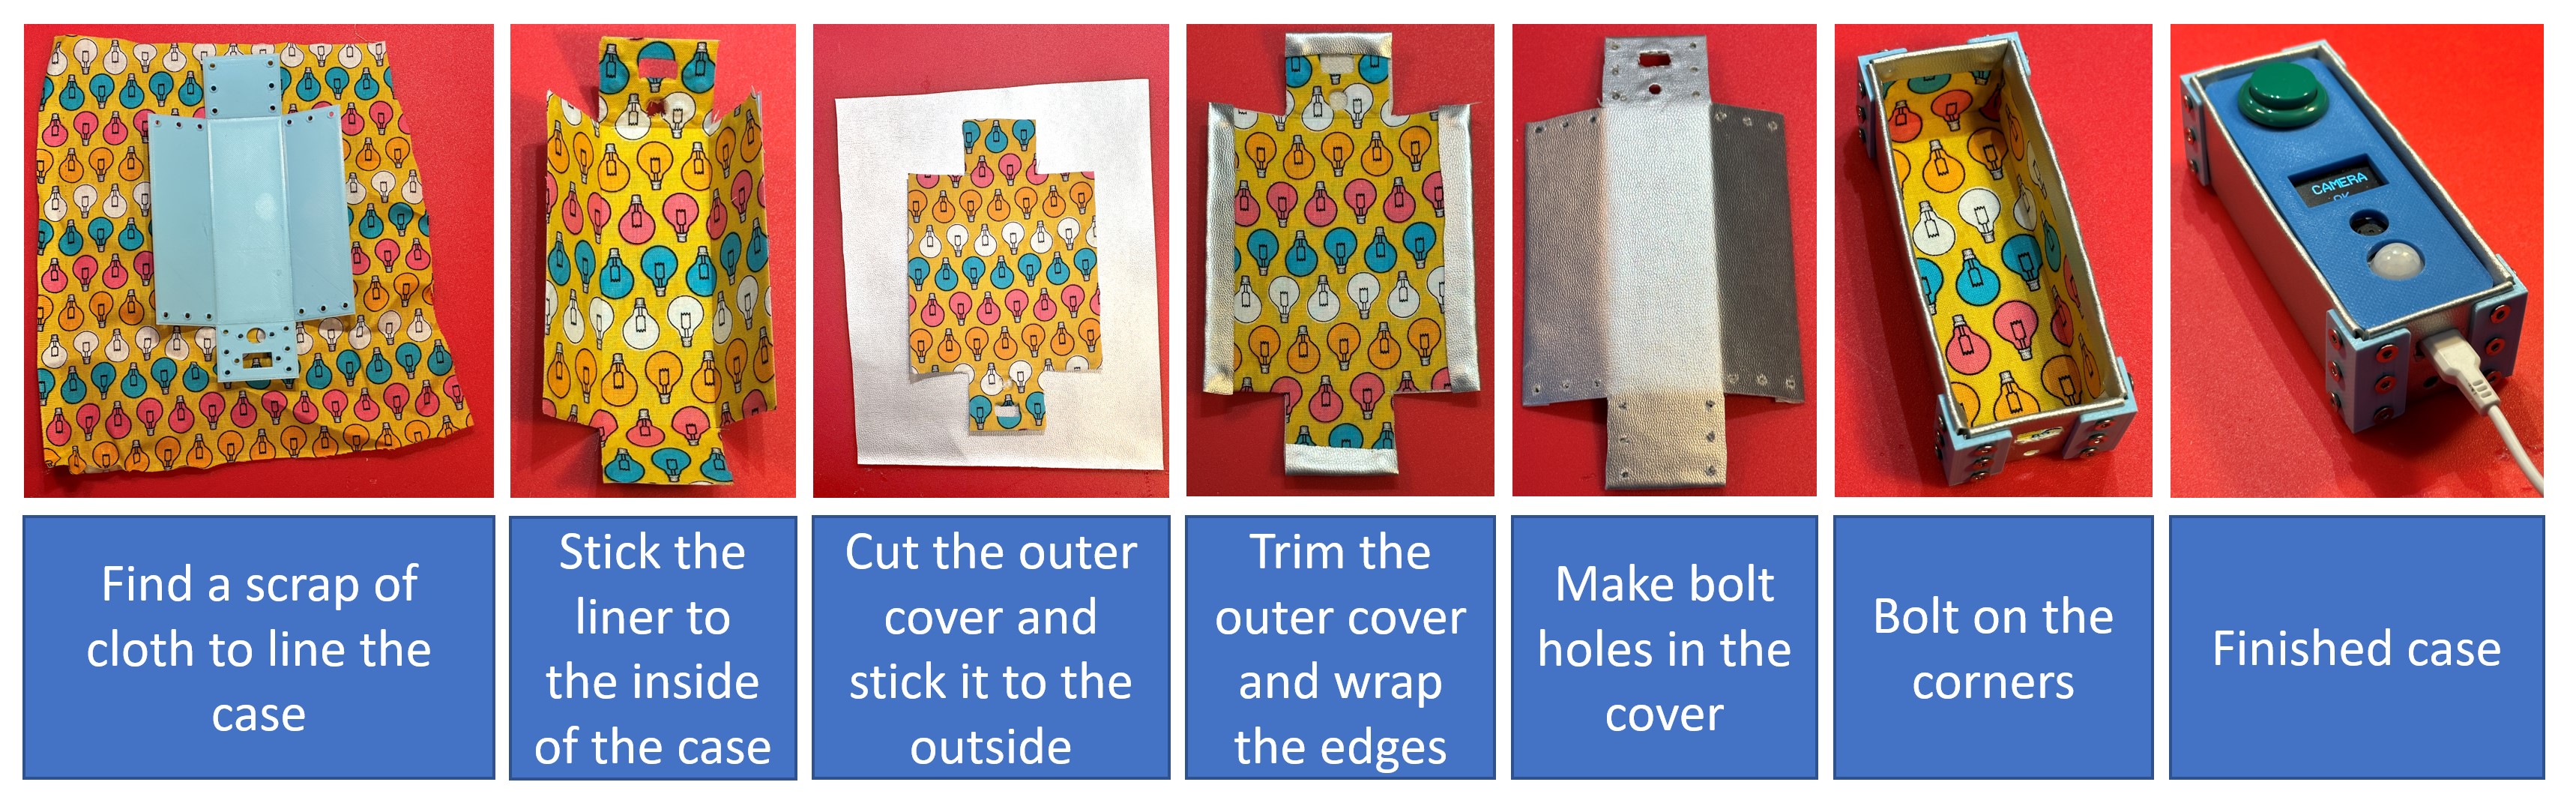 CAMERA
OK
Find a scrap of
cloth to line the
case
Stick the
liner to
the inside
of the case
Cut the outer
cover and
stick it to the
outside
Trim the
outer cover
and wrap
the edges
Make bolt
holes in the
cover
Bolt on the
corners
Finished case